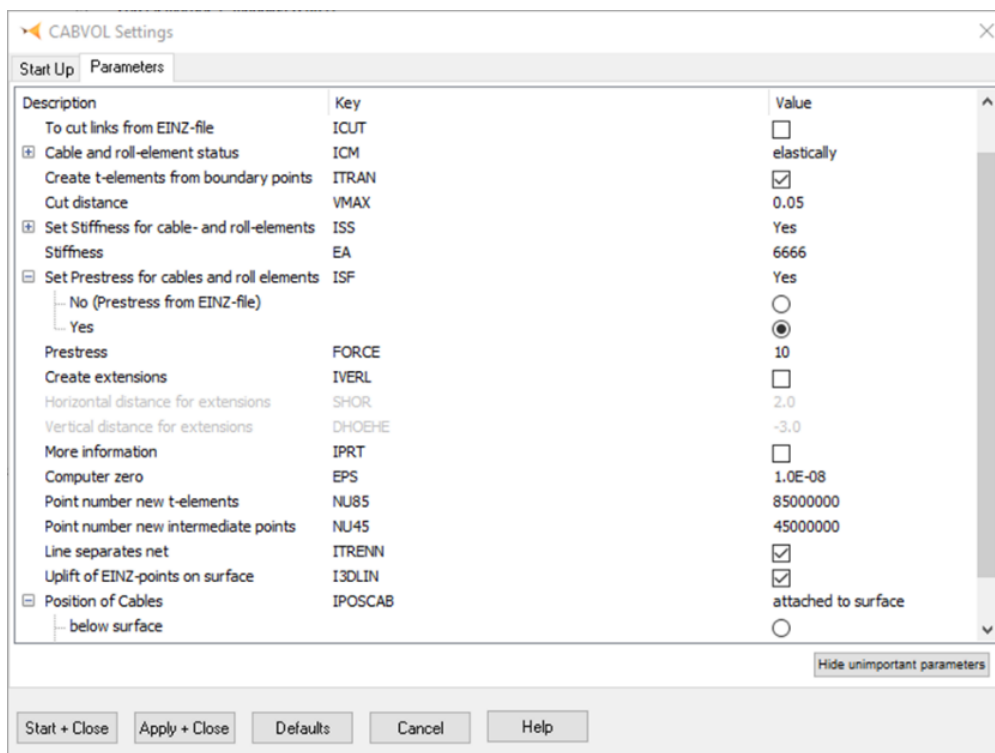 CABVOL Settings
Start Up Parameters
Description Key Value
To cut links from EINZ-file ICUT
Cable and roll-element status ICM elastically
Create t-elements from boundary points ITRAN
Cut distance VMAX 0.05
Set Stiffness for cable- and roll-elements ISS Yes
Stiffness EA 6666
Set Prestress for cables and roll elements ISF Yes
No (Prestress from EINZ-file)
Yes
Prestress FORCE 10
Create extensions IVERL
Horizontal distance for extensions SHOR 2.0
Vertical distance for extensions DHOEHE -3.0
More information IPRT
Computer zero EPS 1.0E-08
Point number new t-elements NU85 85000000
Point number new intermediate points NU45 45000000
Line separates net ITRENN
Uplift of EINZ-points on surface I3DLIN
Position of Cables IPOSCAB attached to surface
below surface
Hide unimportant parameters
Start + Close Apply + Close Defaults Cancel Help